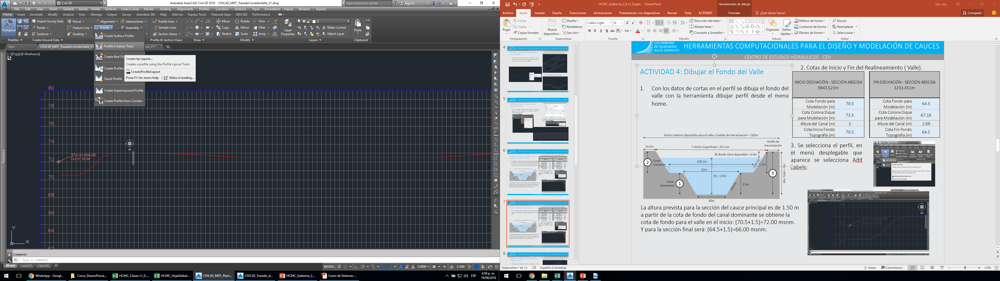 Civil 3D
Autodesk AutoCAD Civil 3D 2016   CIVIL3D_MDT_TrazadoCorredorValle_V1.dwg
Type a keyword or phrase
Sign In
File Edit View Insert General Survey Points Surfaces Lines/Curves Parcels Grading Alignments Profiles Corridors Sections Pipes Annotation Inquiry Window Express
Home Insert Annotate Modify Analyze View Manage Output Survey Autodesk 360 Help Add-ins Express Tools Featured Apps BIM 360 Performance
Toolspace
Import Survey Data
Points
Surfaces
Parcel
Feature Line
Grading
Alignment
Profile
Intersections
Assembly
Profile View
Sample Lines
Section Views
Move
Copy
Stretch
Rotate
Mirror
Scale
Trim
Fillet
Array
Layer
Properties
0
Make Current
Match Layer
Paste
Palettes
Create Ground Data
Profile & Section Views
Draw
Modify
Layers
Clipboard
Start
CIVIL3D_MDT_TrazadoCorredorValle_V1
dad_V1*
[−][Top][2D Wireframe]
Create Surface Profile
Profile Creation Tools
Create Best Fit
Create Profile f
Quick Profile
Create Superimposed Profile
Create Profile from Corridor
Create by Layout...
Creates a profile using the Profile Layout Tools
CreateProfileLayout
Press F1 for more help
Video is loading...
80
78
76
74
72
70
68
66
64
62
STA: 0+000.00
ELEV: 72.00
Y
X
Toolspace
Command:
Type a command
Model Layout1 Layout2
MODEL
1:1000
3.500
WhatsApp - Googl...
Curso_DisenoFluvia...
HCMC_Clases v1_0....
HCMC_HojaGlobal...
CIVIL3D_MDT_Plani...
CIVIL3D_Trazado_d...
HCMC_Subtema_2...
Curso de Sistemas ...
ESP
4:59 p. m.
19/09/2016
HCMC_Subtema_2_4 v1_0.pptx - PowerPoint
Herramientas de dibujo
Inic. ses.
Archivo Inicio Insertar Diseño Transiciones Animaciones Presentación con diapositivas Revisar Vista ACROBAT Formato
¿Qué desea hacer?
Compartir
Pegar
Cortar
Copiar
Copiar formato
Nueva
diapositiva
Diseño
Restablecer
Sección
Calibri Light
14
Dirección del texto
Alinear texto
Convertir a SmartArt
Organizar
Estilos
rápidos
Relleno de forma
Contorno de forma
Efectos de forma
Buscar
Reemplazar
Seleccionar
Portapapeles
Diapositivas
Fuente
Párrafo
Dibujo
Edición
4
5
6
7
8
COLOMBIANA
DE INGENIERÍA
JULIO GARAVITO
HERRAMIENTAS COMPUTACIONALES PARA EL DISEÑO Y MODELACIÓN DE CAUCES
CENTRO DE ESTUDIOS HIDRÁULICOS - CEH
ACTIVIDAD 4: Dibujar el Fondo del Valle
1. Con los datos de cortas en el perfil se dibuja el fondo del
valle con la herramienta dibujar perfil desde el menú
home.
2. Cotas de Inicio y Fin del Realineamiento ( Valle).
INICIO DESVIACIÓN - SECCIÓN ABSCISA
9943.523m
Cota Fondo para
Modelación (m)
70.5
Cota Corona Dique
para Modelación (m)
73.5
Altura del Canal (m)
3
Cota Inicio Fondo
Topografía (m)
70.5
FIN DESVIACIÓN - SECCIÓN ABSCISA
3253.451m
Cota Fondo para
Modelación (m)
64.5
Cota Corona Dique
para Modelación (m)
67.19
Altura del Canal (m)
2.69
Cota Fin Fondo
Topografía (m)
64.5
3. Se selecciona el perfil, en
el menú desplegable que
aparece se selecciona Add
Labels:
Ancho máximo disponible para el valle y huellas de mecanización = 300m
Huella de
mecanización
24.4m
T Ancho Superficial = 251.2m
BL Borde Libre disponible = 0.4m
2
Canal
Creciente
209.2m
1.1m
82m
3
Alto Total = 3m
Yn = 2.6m
Canal
Dominante
1
1.5m
40m
La altura prevista para la sección del cauce principal es de 1.50 m
a partir de la cota de fondo del canal dominante se obtiene la
cota de fondo para el valle en el inicio: (70.5+1.5)=72.00 msnm.
Y para la sección final será: (64.5+1.5)=66.00 msnm.
74
72
70
STA: 0+000.00
ELEV: 72.00
Diapositiva 7 de 13
Español (Colombia)
Notas
Comentarios
125%